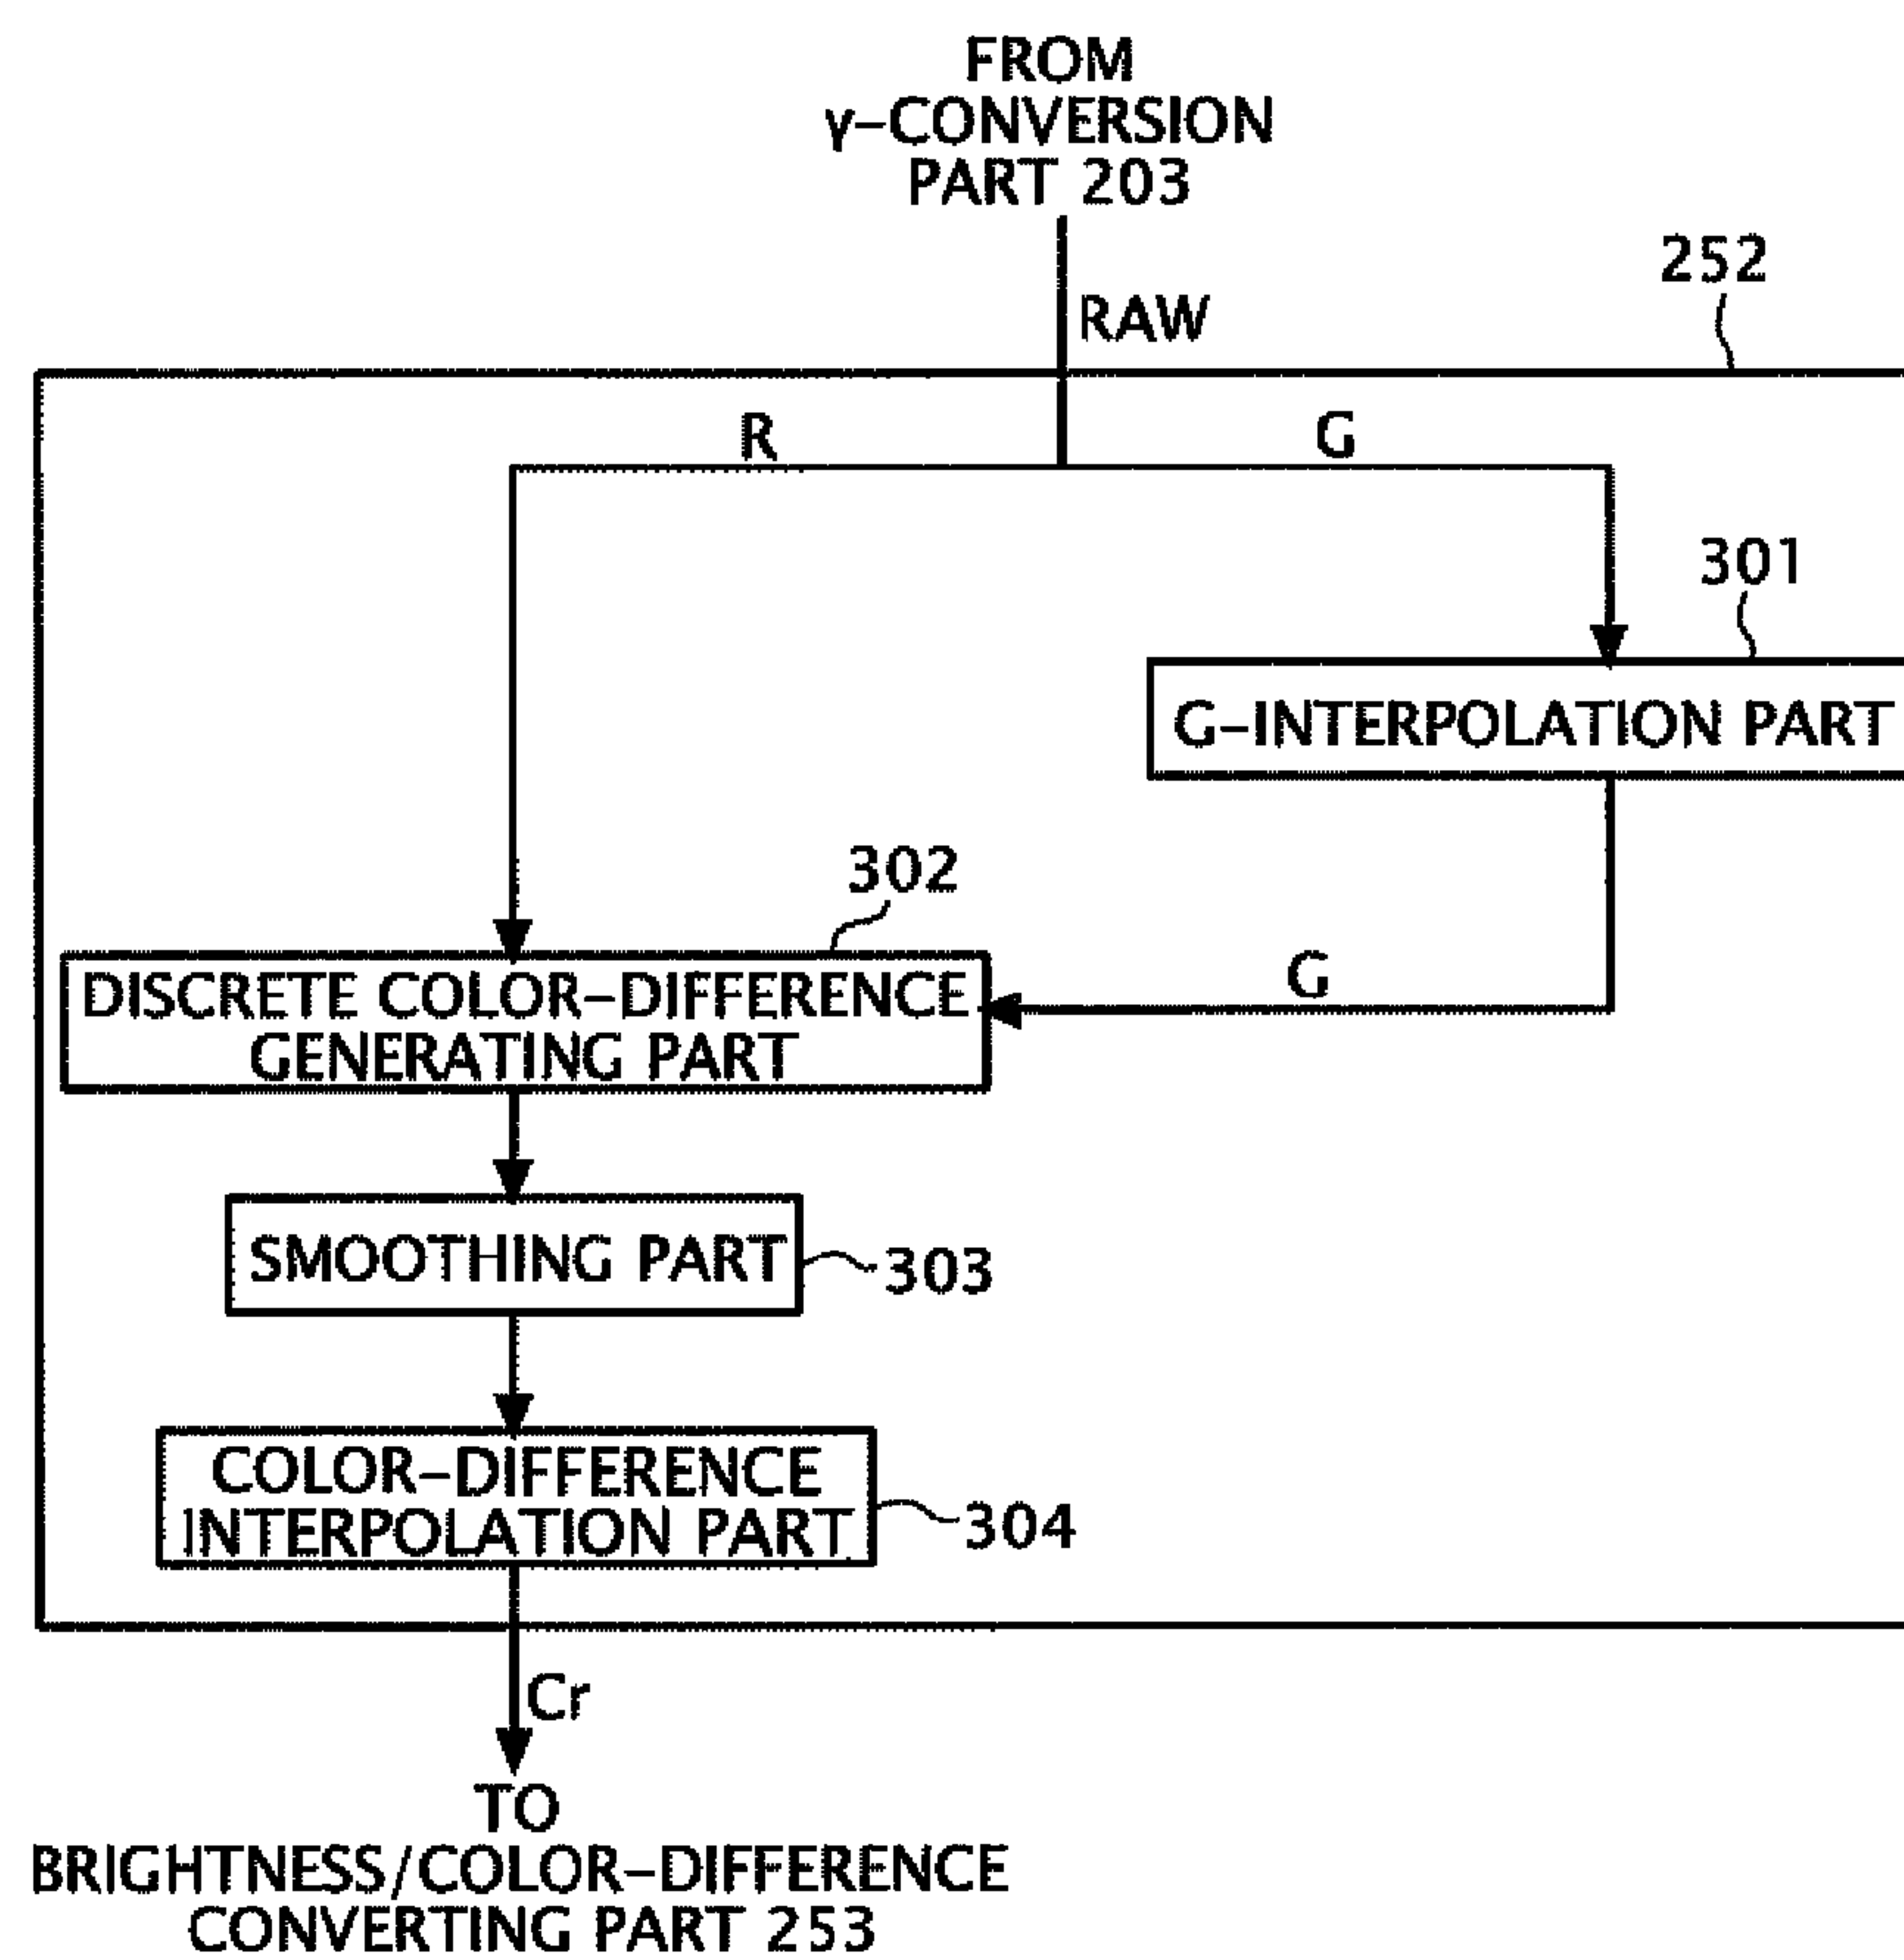 FROM
γ-CONVERSION
PART 203
252
RAW
R
G
301
G-INTERPOLATION PART
302
DISCRETE COLOR-DIFFERENCE
GENERATING PART
G
SMOOTHING PART
303
COLOR-DIFFERENCE
INTERPOLATION PART
304
Cr
TO
BRIGHTNESS/COLOR-DIFFERENCE
CONVERTING PART 253